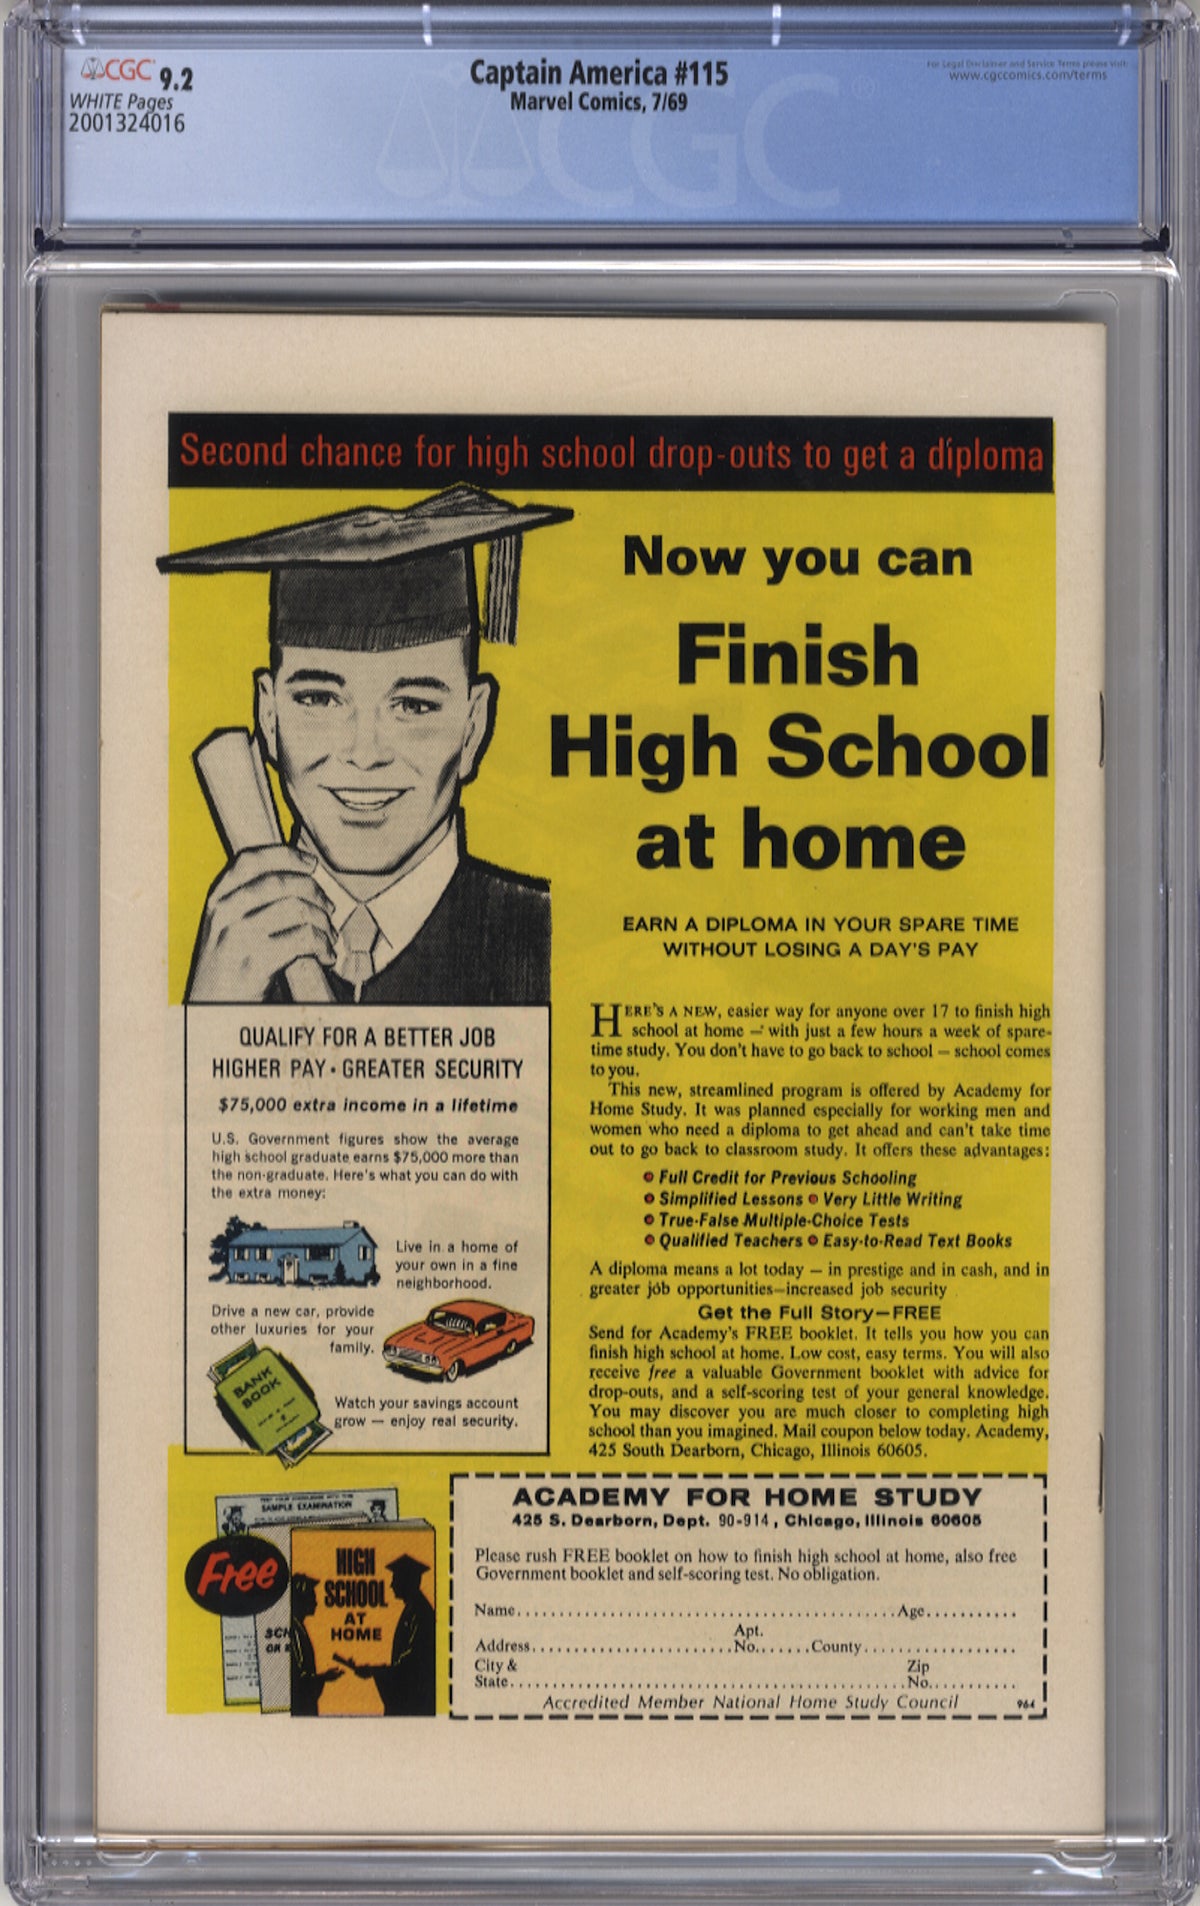 CGC 9.2
WHITE Pages
2001324016
Captain America #115
Marvel Comics, 7/69
For Legal Disclaimer and Service Terms please visit:
www.cgccomics.com/terms
CGC
Second chance for high school drop-outs to get a diploma
Now you can
Finish
High School
at home
EARN A DIPLOMA IN YOUR SPARE TIME
WITHOUT LOSING A DAY'S PAY
HERE'S A NEW, easier way for anyone over 17 to finish high
school at home — with just a few hours a week of spare-
time study. You don't have to go back to school — school comes
to you.
This new, streamlined program is offered by Academy for
Home Study. It was planned especially for working men and
women who need a diploma to get ahead and can't take time
out to go back to classroom study. It offers these advantages:
• Full Credit for Previous Schooling
• Simplified Lessons • Very Little Writing
• True-False Multiple-Choice Tests
• Qualified Teachers • Easy-to-Read Text Books
A diploma means a lot today — in prestige and in cash, and in
greater job opportunities—increased job security
Get the Full Story—FREE
Send for Academy's FREE booklet. It tells you how you can
finish high school at home. Low cost, easy terms. You will also
receive free a valuable Government booklet with advice for
drop-outs, and a self-scoring test of your general knowledge.
You may discover you are much closer to completing high
school than you imagined. Mail coupon below today. Academy,
425 South Dearborn, Chicago, Illinois 60605.
QUALIFY FOR A BETTER JOB
HIGHER PAY • GREATER SECURITY
$75,000 extra income in a lifetime
U.S. Government figures show the average
high school graduate earns $75,000 more than
the non-graduate. Here's what you can do with
the extra money:
Live in a home of
your own in a fine
neighborhood.
Drive a new car, provide
other luxuries for your
family.
BANK
BOOK
Watch your savings account
grow — enjoy real security.
SAMPLE EXAMINATION
Free
HIGH
SCHOOL
AT
HOME
SCH
OR
ACADEMY FOR HOME STUDY
425 S. Dearborn, Dept. 90-914, Chicago, Illinois 60605
Please rush FREE booklet on how to finish high school at home, also free
Government booklet and self-scoring test. No obligation.
Name..........Age..........
Apt.
Address..........No.......County..........
City & Zip
State..........No..........
Accredited Member National Home Study Council 964